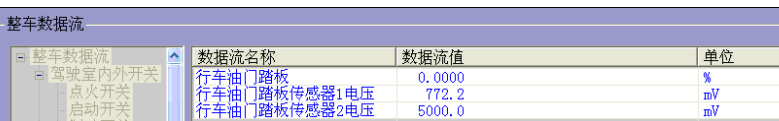 整车数据流
整车数据流
驾驶室内外开关
点火开关
启动开关
数据流名称 数据流值 单位
行车油门踏板 0.0000 %
行车油门踏板传感器1电压 772.2 mV
行车油门踏板传感器2电压 5000.0 mV